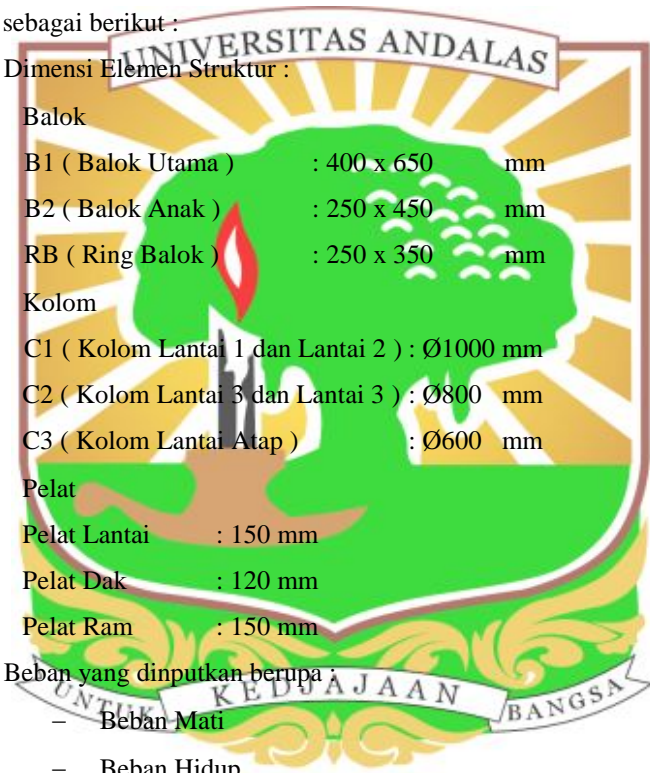 sebagai berikut :
UNIVERSITAS ANDALAS
Dimensi Elemen Struktur :
Balok
B1 ( Balok Utama ) : 400 x 650 mm
B2 ( Balok Anak ) : 250 x 450 mm
RB ( Ring Balok ) : 250 x 350 mm
Kolom
C1 ( Kolom Lantai 1 dan Lantai 2 ) : Ø1000 mm
C2 ( Kolom Lantai 3 dan Lantai 3 ) : Ø800 mm
C3 ( Kolom Lantai Atap ) : Ø600 mm
Pelat
Pelat Lantai : 150 mm
Pelat Dak : 120 mm
Pelat Ram : 150 mm
Beban yang dinputkan berupa :
UNTUK KEDJAJAAN BANGSA
– Beban Mati
– Beban Hidup